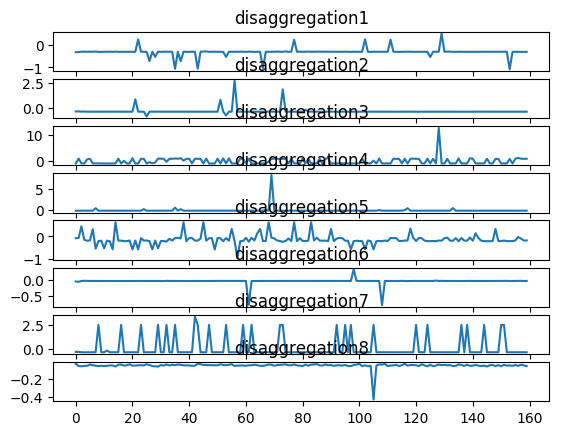 disaggregation1
0
−1
disaggregation2
2.5
0.0
disaggregation3
10
0
disaggregation4
5
0
disaggregation5
0
−1
disaggregation6
0.0
−0.5
disaggregation7
2.5
0.0
disaggregation8
−0.2
−0.4
0 20 40 60 80 100 120 140 160